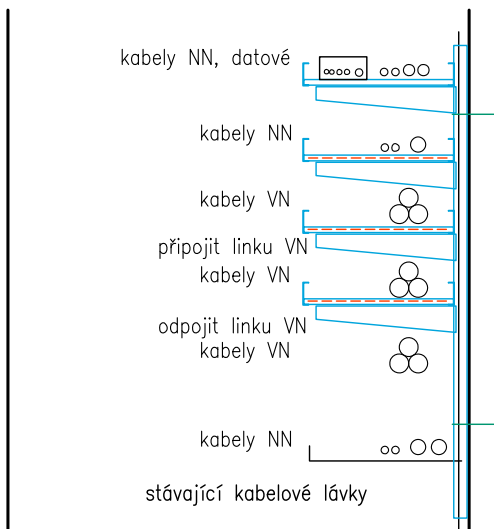 kabely NN, datové
kabely NN
kabely VN
připojit linku VN
kabely VN
odpojit linku VN
kabely VN
kabely NN
stávající kabelové lávky